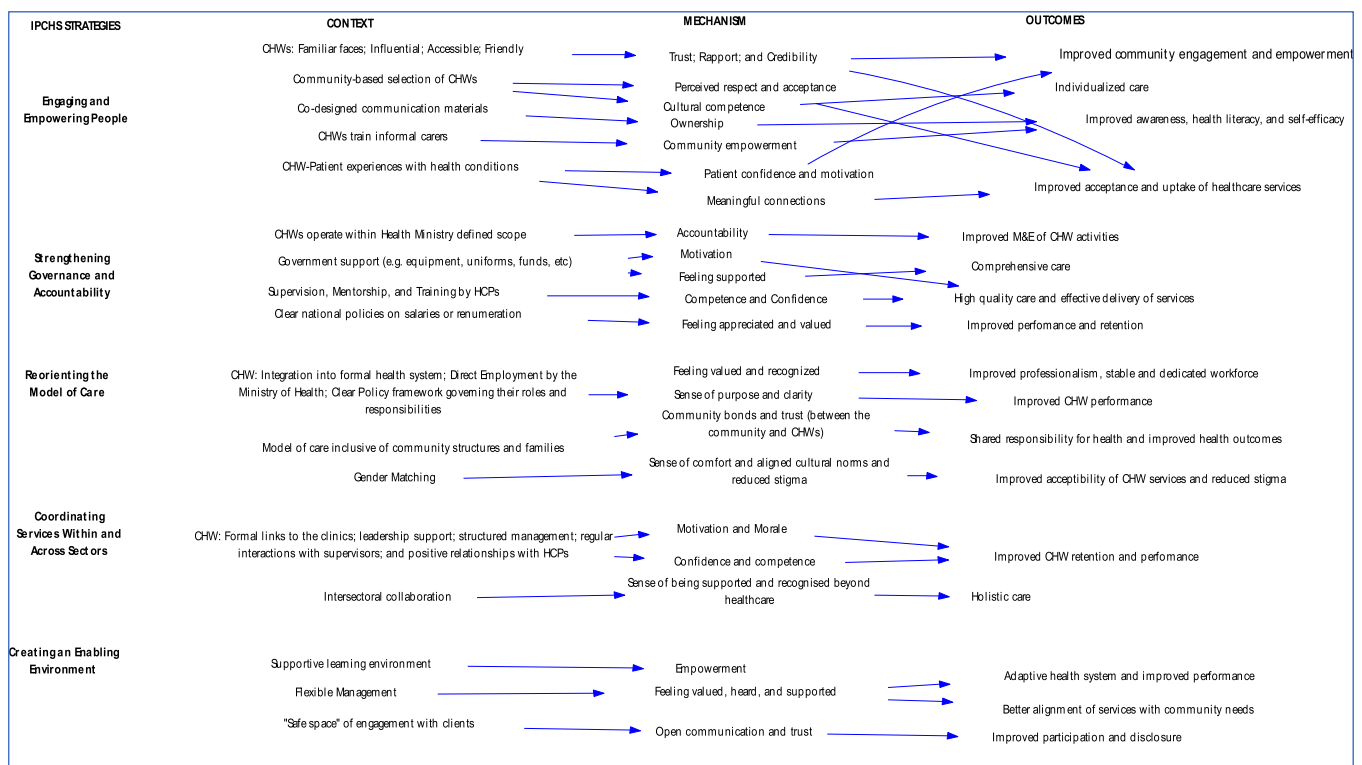 IPCHS STRATEGIES
CONTEXT
MECHANISM
OUTCOMES
Engaging and
Empowering People
CHWs: Familiar faces; Influential; Accessible; Friendly
Community-based selection of CHWs
Co-designed communication materials
CHWs train informal carers
CHW-Patient experiences with health conditions
Trust; Rapport; and Credibility
Perceived respect and acceptance
Cultural competence
Ownership
Community empowerment
Patient confidence and motivation
Meaningful connections
Improved community engagement and empowerment
Individualized care
Improved awareness, health literacy, and self-efficacy
Improved acceptance and uptake of healthcare services
Strengthening
Governance and
Accountability
CHWs operate within Health Ministry defined scope
Government support (e.g. equipment, uniforms, funds, etc)
Supervision, Mentorship, and Training by HCPs
Clear national policies on salaries or renumeration
Accountability
Motivation
Feeling supported
Competence and Confidence
Feeling appreciated and valued
Improved M&E of CHW activities
Comprehensive care
High quality care and effective delivery of services
Improved perfomance and retention
Reorienting the
Model of Care
CHW: Integration into formal health system; Direct Employment by the
Ministry of Health; Clear Policy framework governing their roles and
responsibilities
Model of care inclusive of community structures and families
Gender Matching
Feeling valued and recognized
Sense of purpose and clarity
Community bonds and trust (between the
community and CHWs)
Sense of comfort and aligned cultural norms and
reduced stigma
Improved professionalism, stable and dedicated workforce
Improved CHW performance
Shared responsibility for health and improved health outcomes
Improved acceptibility of CHW services and reduced stigma
Coordinating
Services Within and
Across Sectors
CHW: Formal links to the clinics; leadership support; structured management; regular
interactions with supervisors; and positive relationships with HCPs
Intersectoral collaboration
Motivation and Morale
Confidence and competence
Sense of being supported and recognised beyond
healthcare
Improved CHW retention and perfomance
Holistic care
Creating an Enabling
Environment
Supportive learning environment
Flexible Management
"Safe space" of engagement with clients
Empowerment
Feeling valued, heard, and supported
Open communication and trust
Adaptive health system and improved performance
Better alignment of services with community needs
Improved participation and disclosure